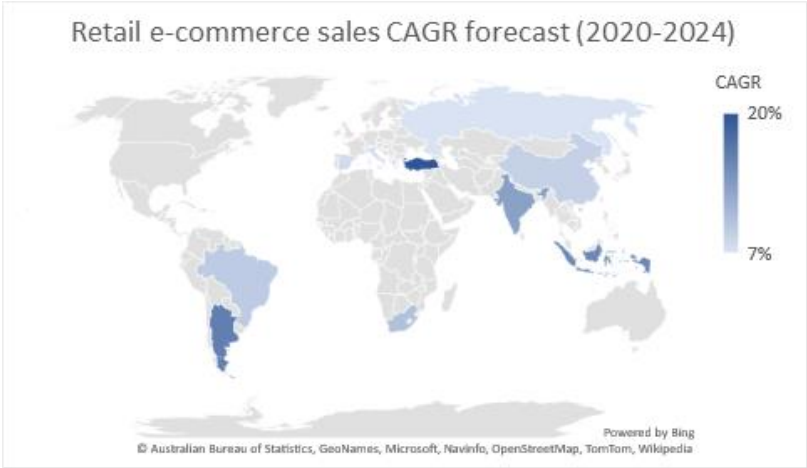 Retail e-commerce sales CAGR forecast (2020-2024)
CAGR
20%
7%
Powered by Bing
© Australian Bureau of Statistics, GeoNames, Microsoft, Navinfo, OpenStreetMap, TomTom, Wikipedia